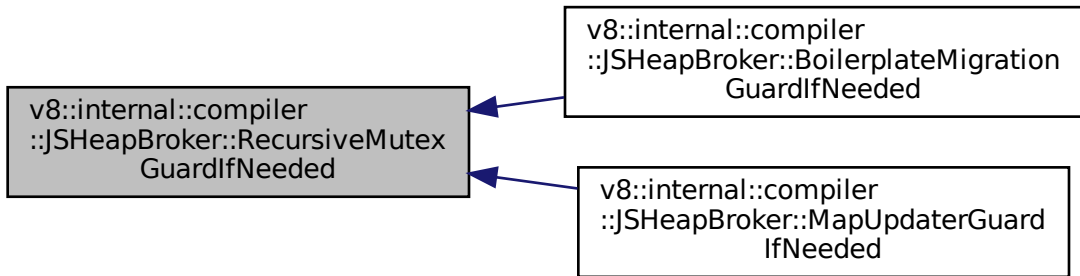 v8::internal::compiler
::JSHeapBroker::RecursiveMutex
GuardIfNeeded
v8::internal::compiler
::JSHeapBroker::BoilerplateMigration
GuardIfNeeded
v8::internal::compiler
::JSHeapBroker::MapUpdaterGuard
IfNeeded